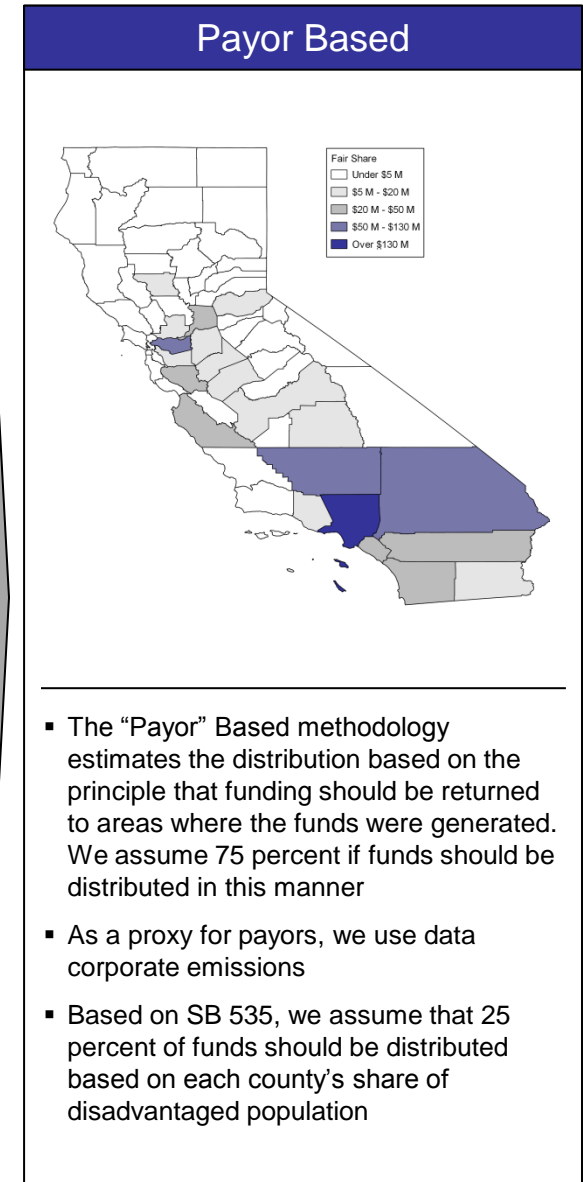 Payor Based
Fair Share
Under $5 M
$5 M - $20 M
$20 M - $50 M
$50 M - $130 M
Over $130 M
▪ The “Payor” Based methodology
estimates the distribution based on the
principle that funding should be returned
to areas where the funds were generated.
We assume 75 percent if funds should be
distributed in this manner
▪ As a proxy for payors, we use data
corporate emissions
▪ Based on SB 535, we assume that 25
percent of funds should be distributed
based on each county’s share of
disadvantaged population